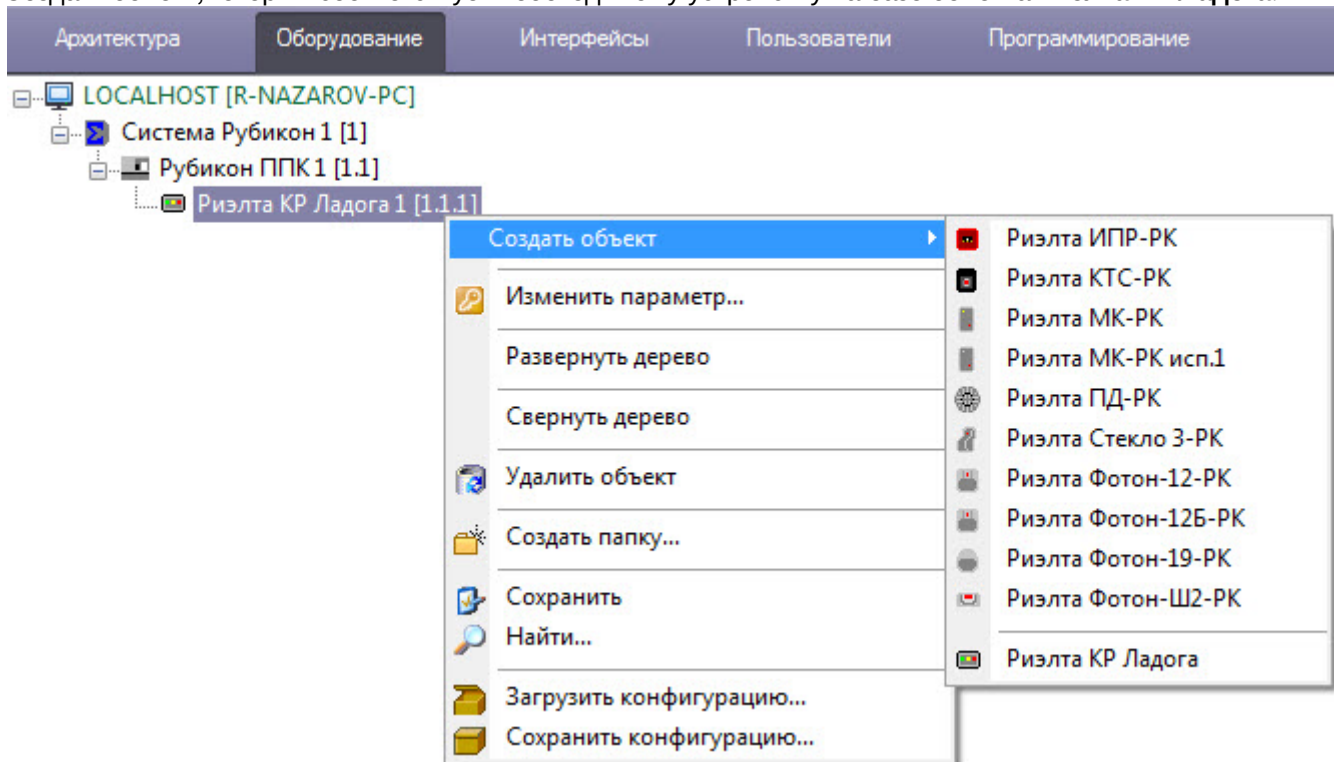 Архитектура Оборудование Интерфейсы Пользователи Программирование
LOCALHOST [R-NAZAROV-PC]
Система Рубикон 1 [1]
Рубикон ППК 1 [1.1]
Риэлта КР Ладога 1 [1.1.1]
Создать объект
Изменить параметр...
Развернуть дерево
Свернуть дерево
Удалить объект
Создать папку...
Сохранить
Найти...
Загрузить конфигурацию...
Сохранить конфигурацию...
Риэлта ИПР-РК
Риэлта КТС-РК
Риэлта МК-РК
Риэлта МК-РК исп.1
Риэлта ПД-РК
Риэлта Стекло 3-РК
Риэлта Фотон-12-РК
Риэлта Фотон-12Б-РК
Риэлта Фотон-19-РК
Риэлта Фотон-Ш2-РК
Риэлта КР Ладога